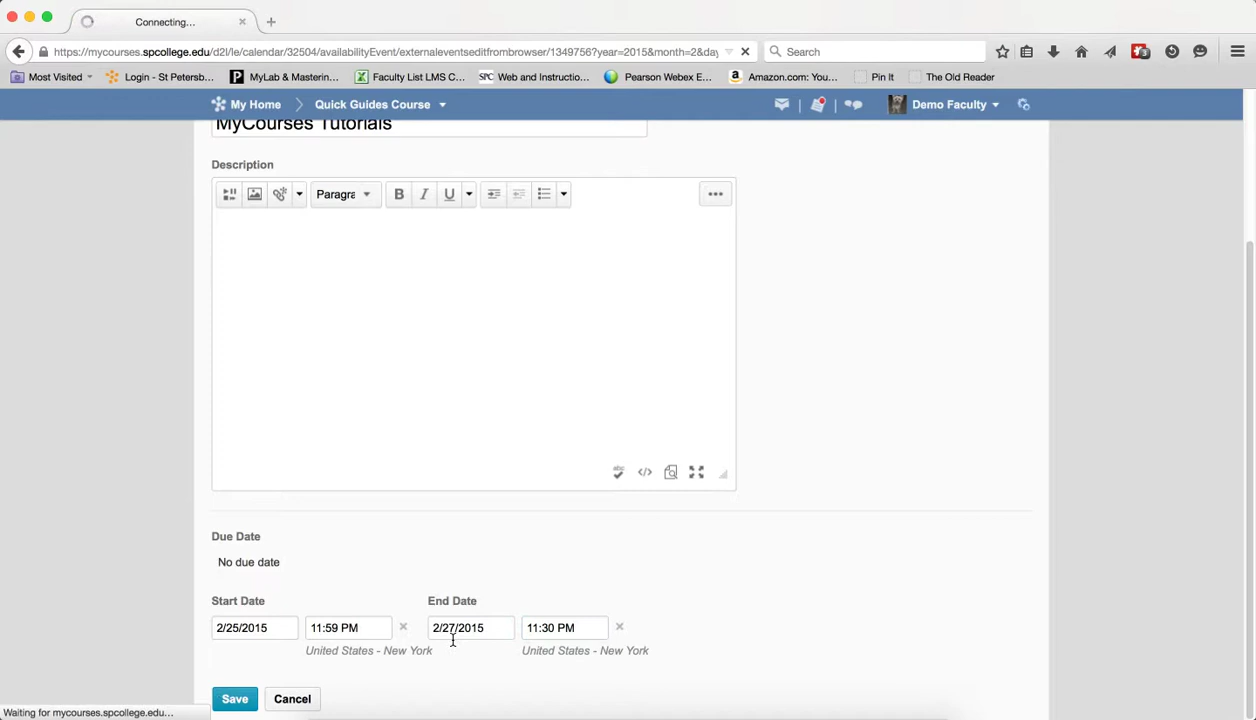 Connecting...
https://mycourses.spcollege.edu/d2l/le/calendar/32504/availabilityEvent/externaleventseditfrombrowser/1349756?year=2015&month=2&day
Search
3
Most Visited
Login - St Petersb...
MyLab & Masterin...
Faculty List LMS C...
SPC
Web and Instructio...
Pearson Webex E...
Amazon.com: You...
Pin It
The Old Reader
My Home
Quick Guides Course
Demo Faculty
MyCourses Tutorials
Description
Paragra
B I U
abc
Due Date
No due date
Start Date End Date
2/25/2015 11:59 PM 2/27/2015 11:30 PM
United States - New York United States - New York
Save Cancel
Waiting for mycourses.spcollege.edu...